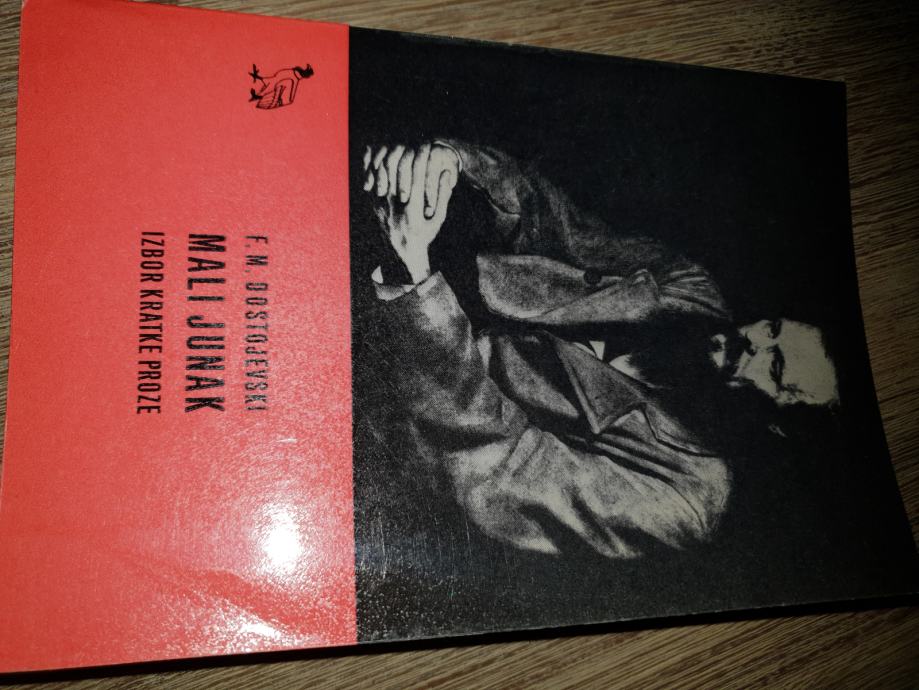 F. M. DOSTOJEVSKI
MALI JUNAK
IZBOR KRATKE PROZE